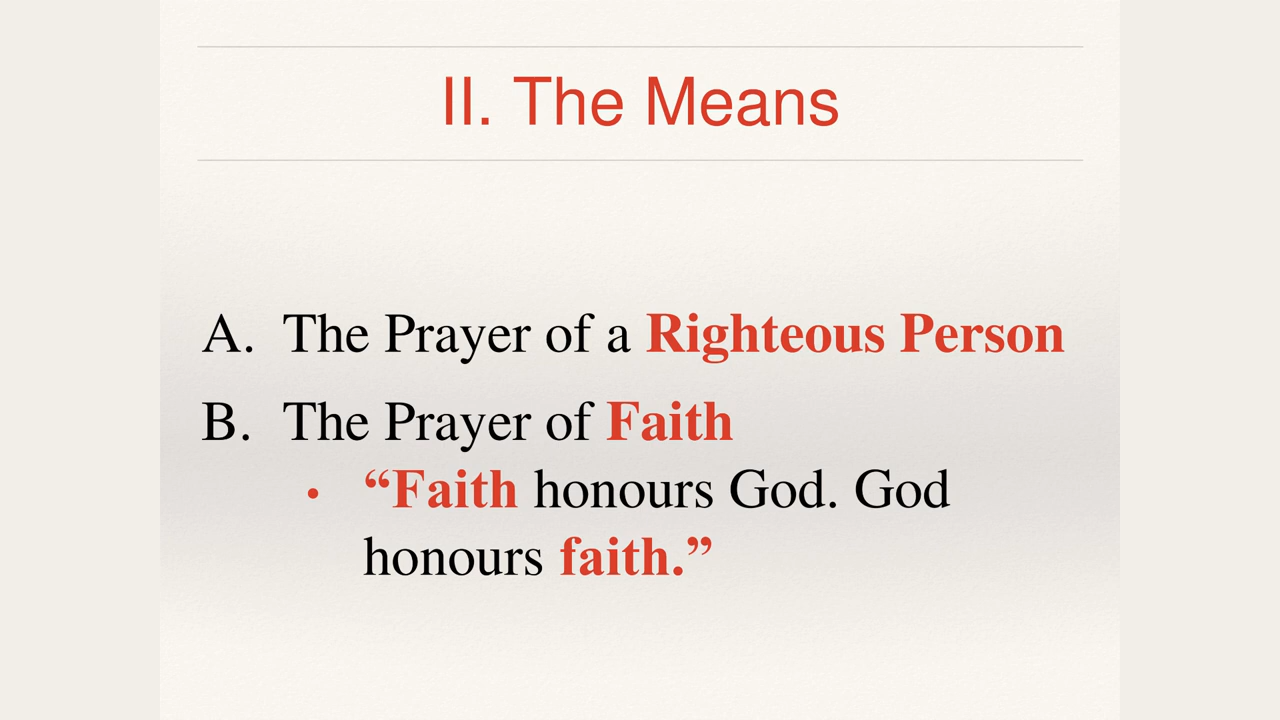 II. The Means
A. The Prayer of a Righteous Person
B. The Prayer of Faith
• “Faith honours God. God
honours faith.”